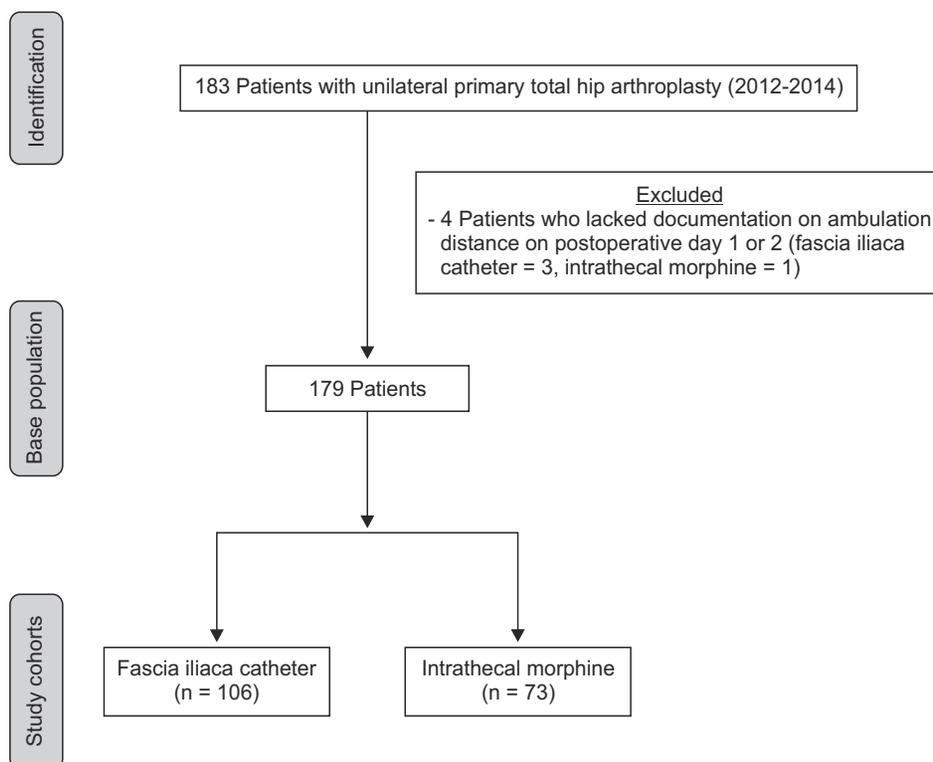 Identification
183 Patients with unilateral primary total hip arthroplasty (2012-2014)
Excluded
- 4 Patients who lacked documentation on ambulation
distance on postoperative day 1 or 2 (fascia iliaca
catheter = 3, intrathecal morphine = 1)
Base population
179 Patients
Study cohorts
Fascia iliaca catheter
(n = 106)
Intrathecal morphine
(n = 73)